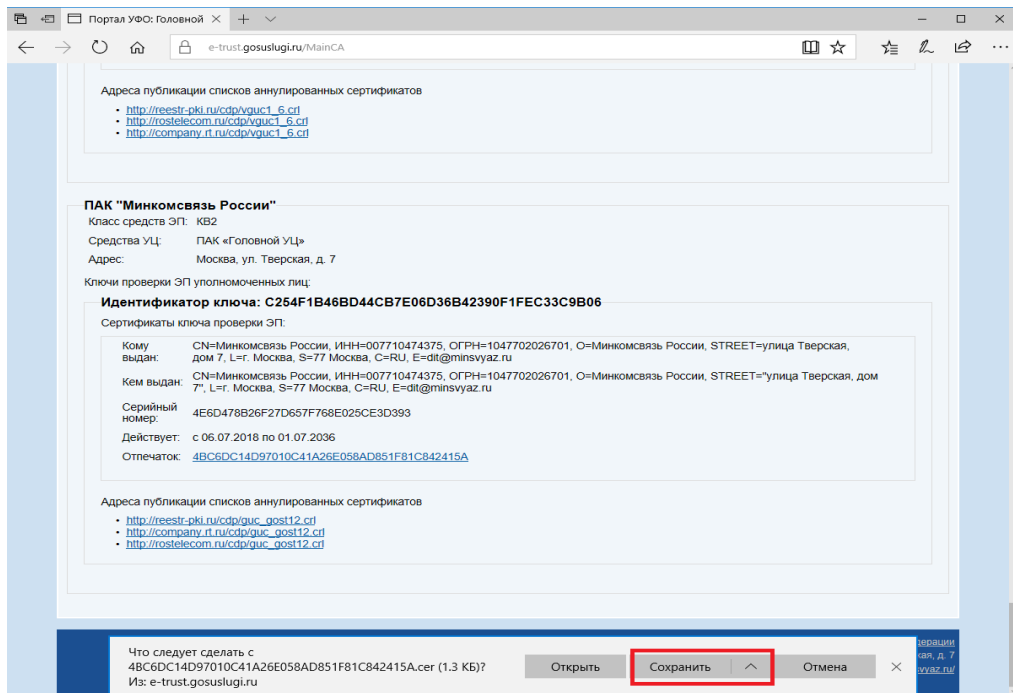 Портал УФО: Головной
e-trust.gosuslugi.ru/MainCA
Адреса публикации списков аннулированных сертификатов
http://reestr-pki.ru/cdp/vguc1_6.crl
http://rostelecom.ru/cdp/vguc1_6.crl
http://company.rt.ru/cdp/vguc1_6.crl
ПАК "Минкомсвязь России"
Класс средств ЭП: КВ2
Средства УЦ: ПАК «Головной УЦ»
Адрес: Москва, ул. Тверская, д. 7
Ключи проверки ЭП уполномоченных лиц:
Идентификатор ключа: C254F1B46BD44CB7E06D36B42390F1FEC33C9B06
Сертификаты ключа проверки ЭП:
Кому выдан: CN=Минкомсвязь России, ИНН=007710474375, ОГРН=1047702026701, O=Минкомсвязь России, STREET=улица Тверская,
дом 7, L=г. Москва, S=77 Москва, C=RU, E=dit@minsvyaz.ru
Кем выдан: CN=Минкомсвязь России, ИНН=007710474375, ОГРН=1047702026701, O=Минкомсвязь России, STREET="улица Тверская, дом
7", L=г. Москва, S=77 Москва, C=RU, E=dit@minsvyaz.ru
Серийный номер: 4E6D478B26F27D657F768E025CE3D393
Действует: с 06.07.2018 по 01.07.2036
Отпечаток: 4BC6DC14D97010C41A26E058AD851F81C842415A
Адреса публикации списков аннулированных сертификатов
http://reestr-pki.ru/cdp/guc_gost12.crl
http://company.rt.ru/cdp/guc_gost12.crl
http://rostelecom.ru/cdp/guc_gost12.crl
Что следует сделать с
4BC6DC14D97010C41A26E058AD851F81C842415A.cer (1.3 КБ)?
Из: e-trust.gosuslugi.ru
Открыть Сохранить Отмена